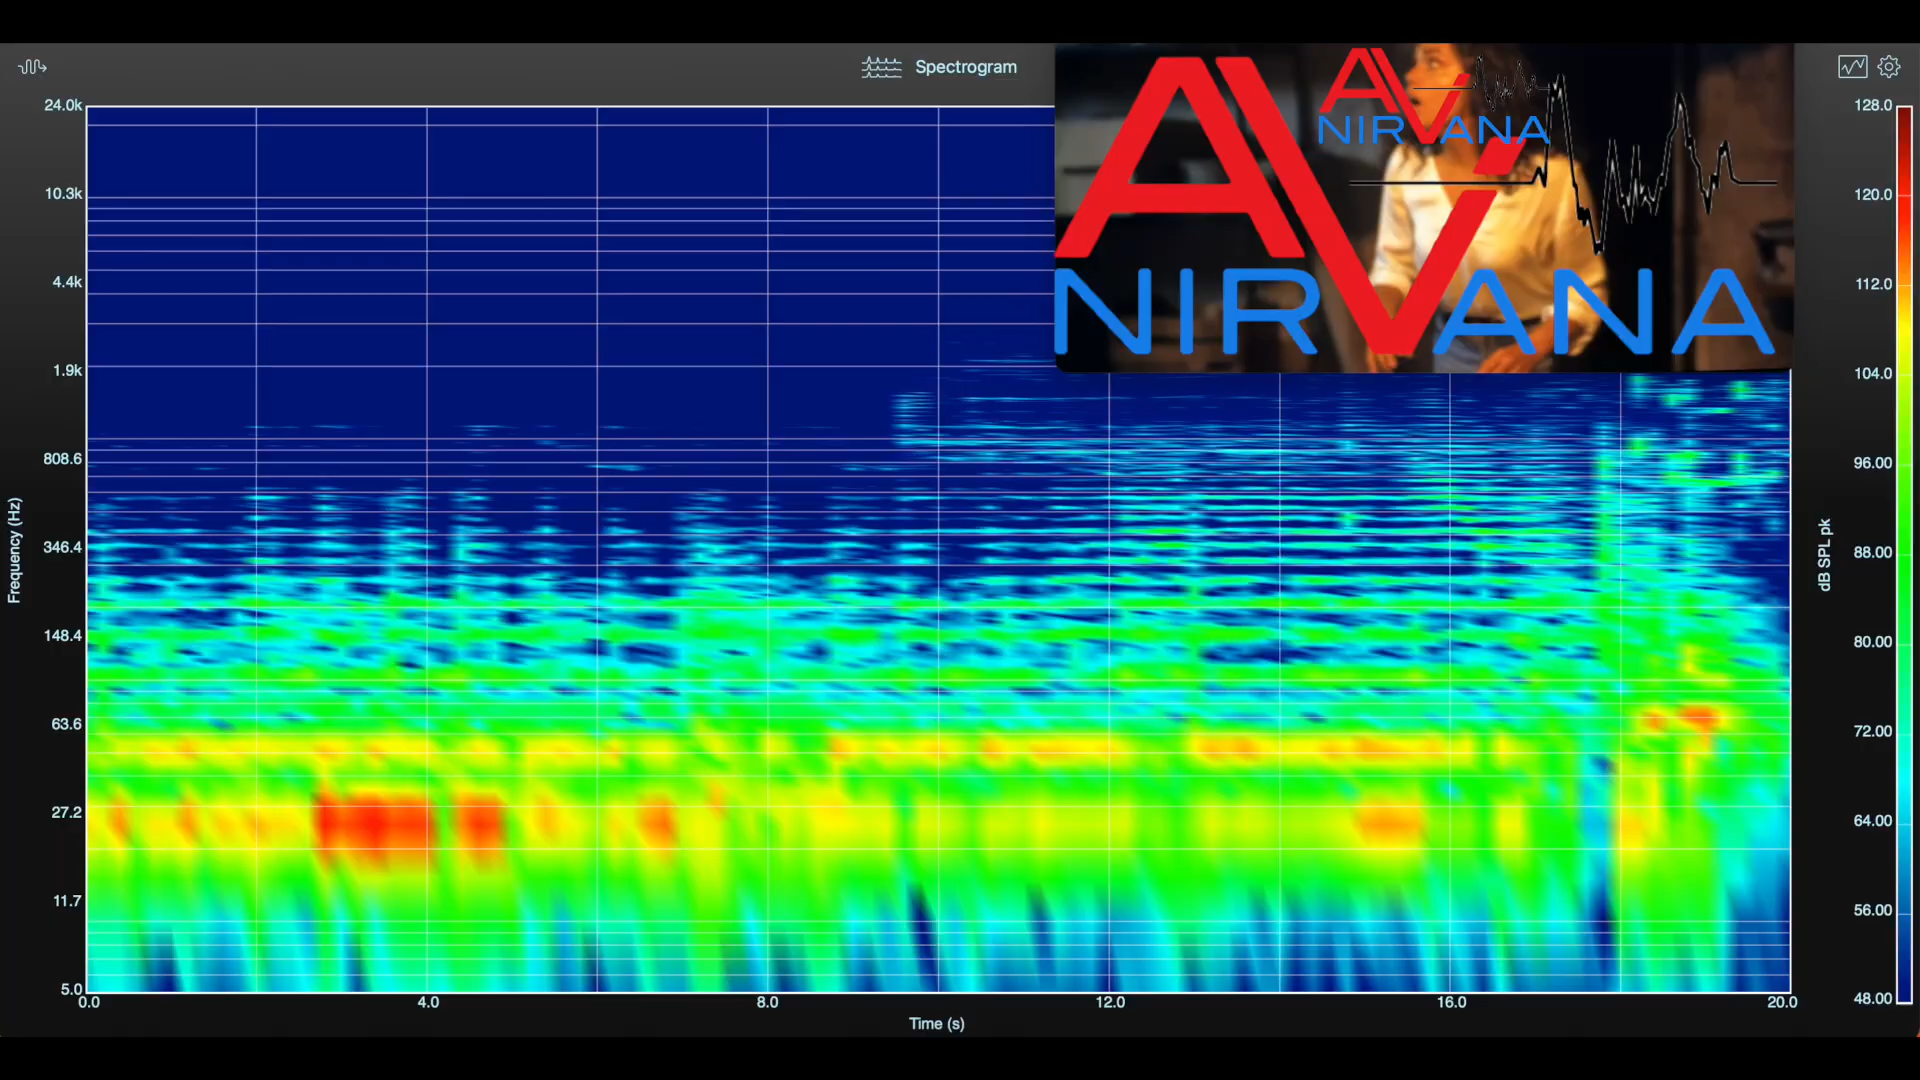 Spectrogram
AV
NIRVANA
AV
NIRVANA
24.0k
10.3k
4.4k
1.9k
808.6
346.4
148.4
63.6
27.2
11.7
5.0
Frequency (Hz)
0.0 4.0 8.0 12.0 16.0 20.0
Time (s)
128.0
120.0
112.0
104.0
96.00
88.00
80.00
72.00
64.00
56.00
48.00
dB SPL pk